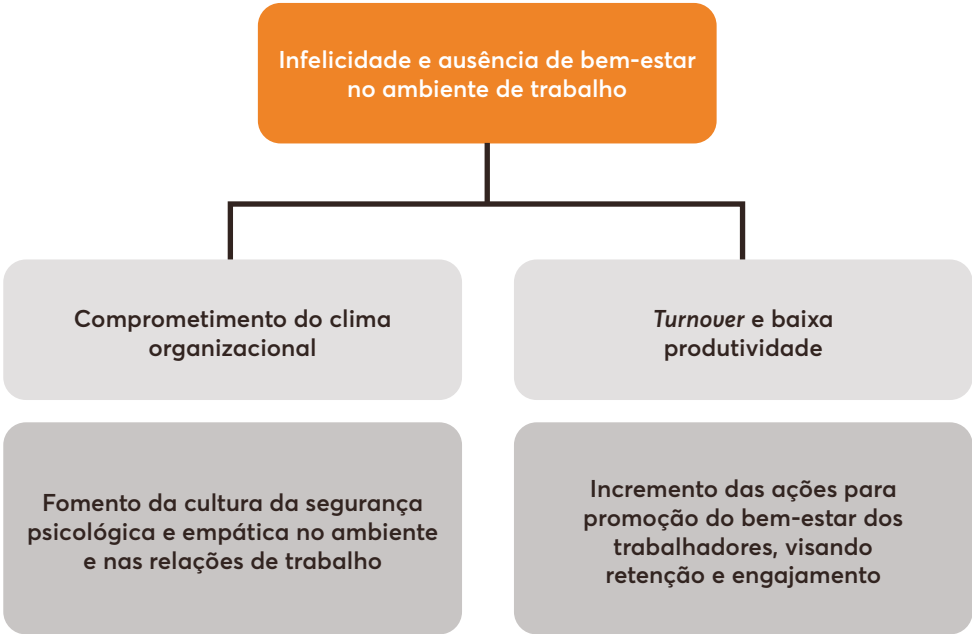 Infelicidade e ausência de bem-estar
no ambiente de trabalho
Comprometimento do clima
organizacional
Turnover e baixa
produtividade
Fomento da cultura da segurança
psicológica e empática no ambiente
e nas relações de trabalho
Incremento das ações para
promoção do bem-estar dos
trabalhadores, visando
retenção e engajamento